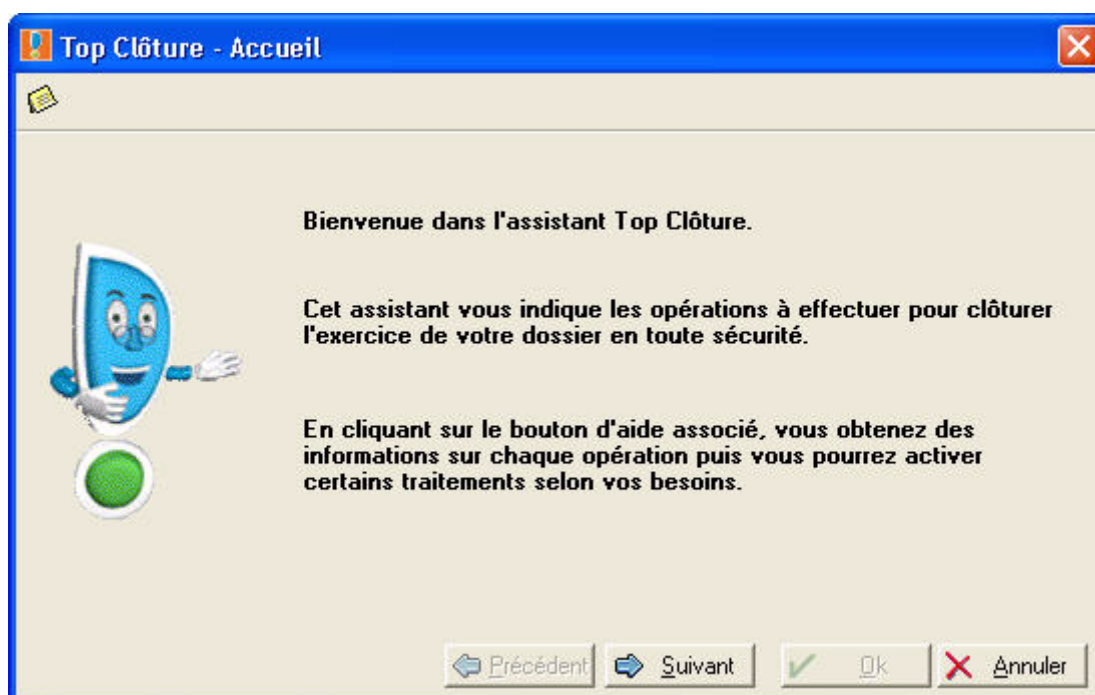 Top Clôture - Accueil
Bienvenue dans l'assistant Top Clôture.
Cet assistant vous indique les opérations à effectuer pour clôturer
l'exercice de votre dossier en toute sécurité.
En cliquant sur le bouton d'aide associé, vous obtenez des
informations sur chaque opération puis vous pourrez activer
certains traitements selon vos besoins.
Précédent Suivant Ok Annuler